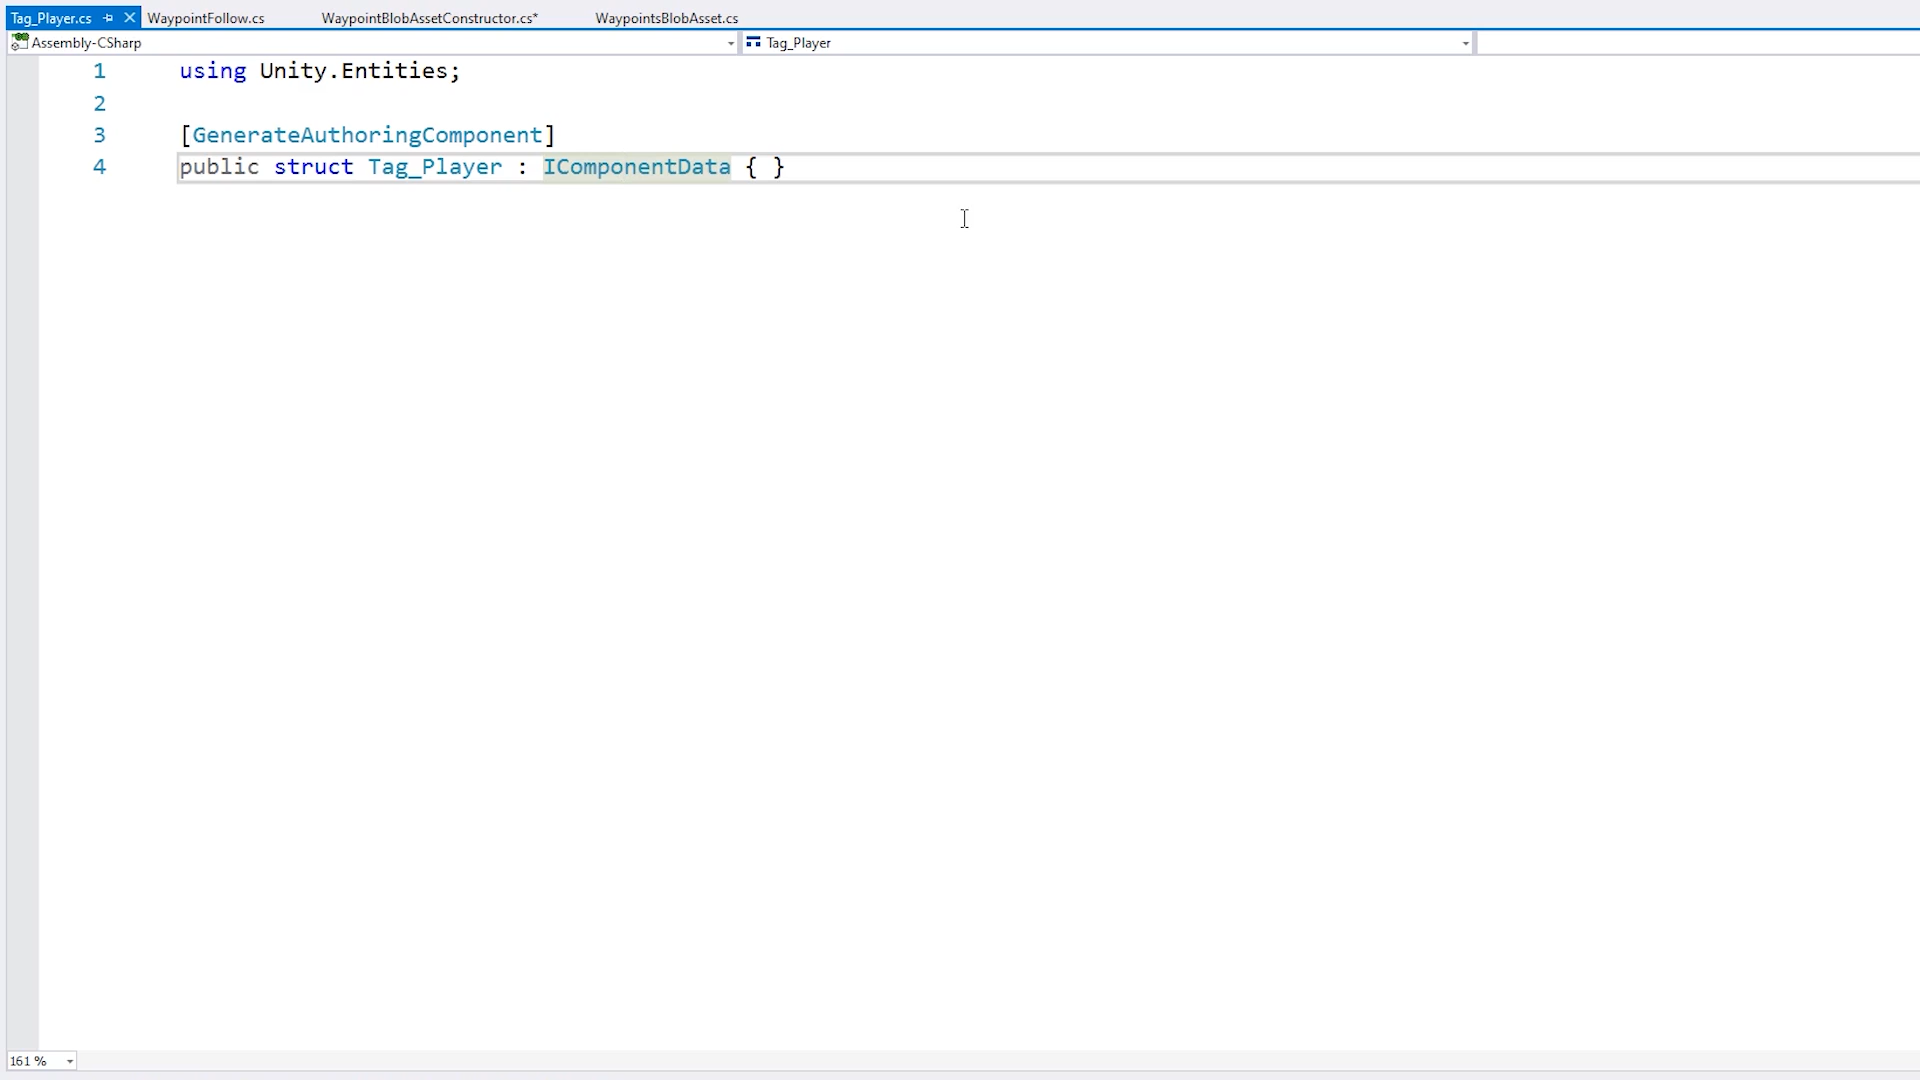 Tag_Player.cs WaypointFollow.cs WaypointBlobAssetConstructor.cs* WaypointsBlobAsset.cs
Assembly-CSharp Tag_Player
1 using Unity.Entities;
2
3 [GenerateAuthoringComponent]
4 public struct Tag_Player : IComponentData { }
161 %